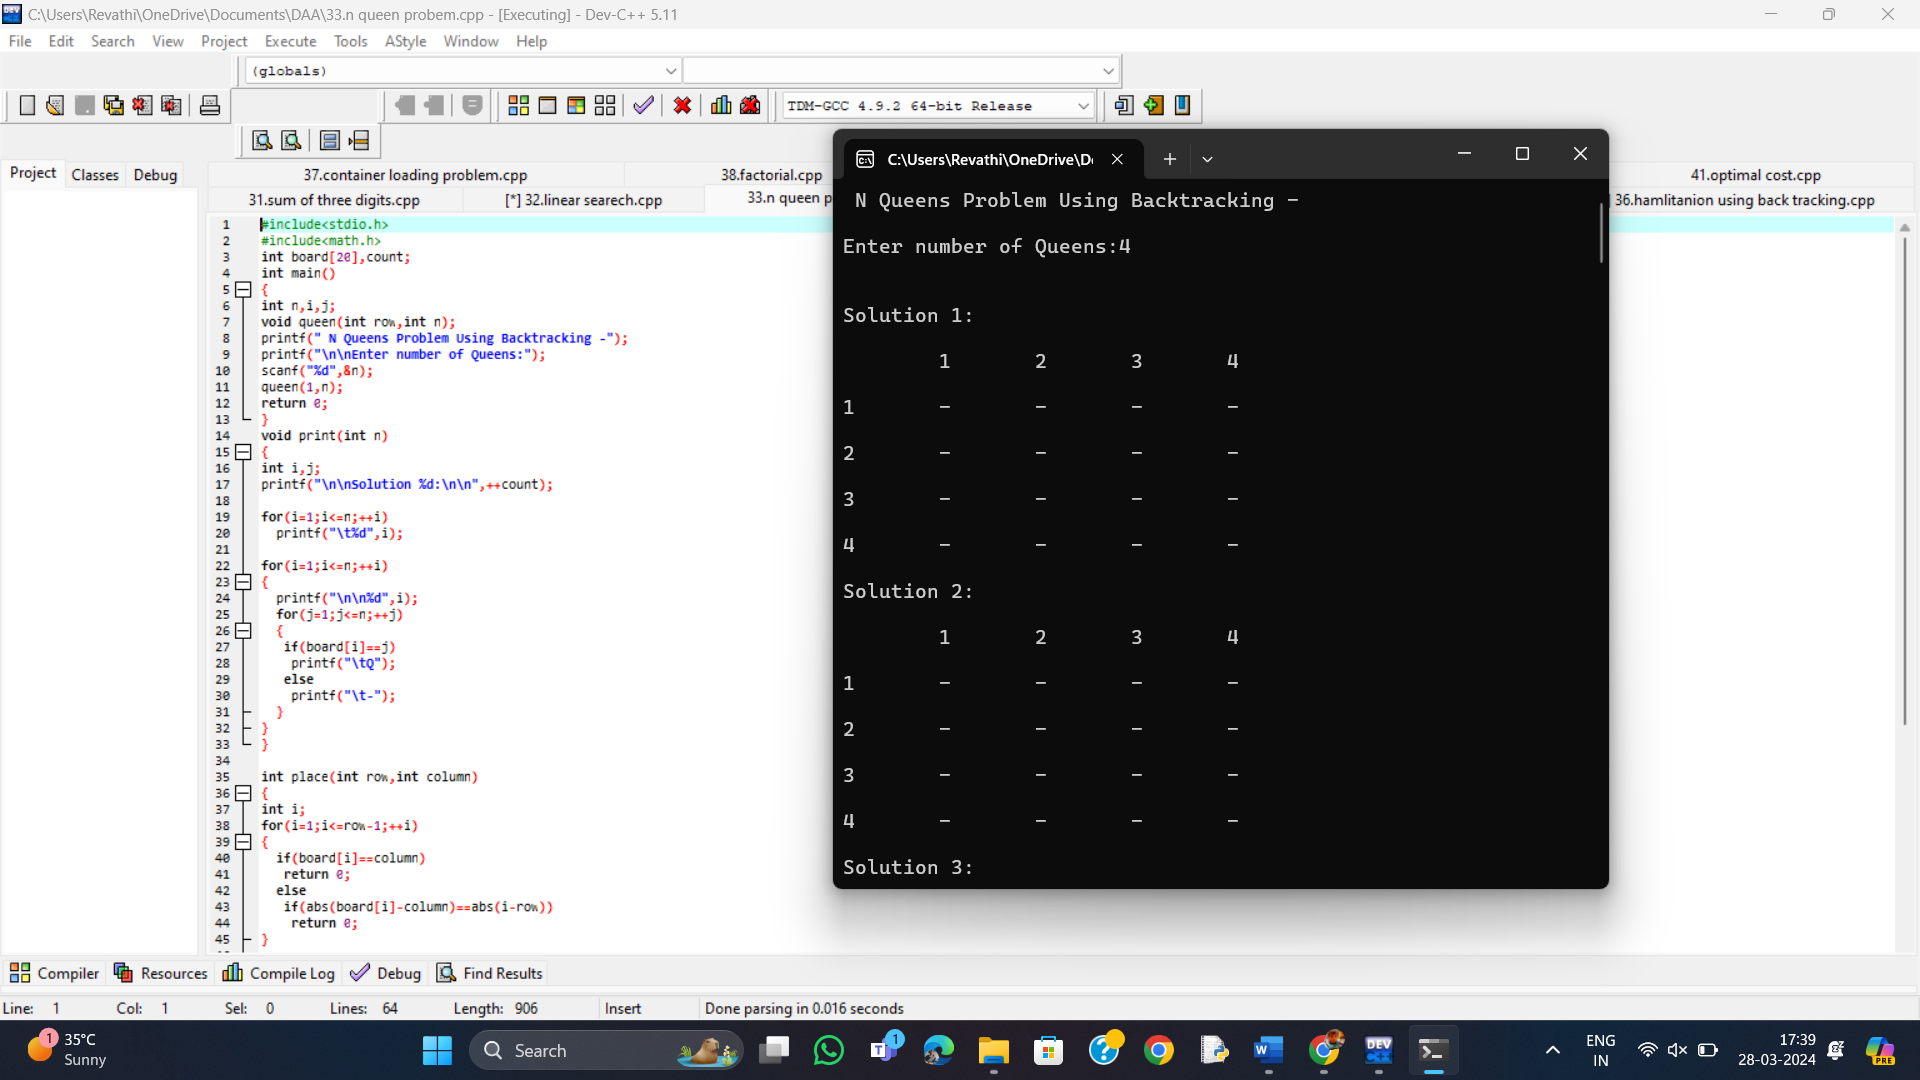 C:\Users\Revathi\OneDrive\Documents\DAA\33.n queen probem.cpp - [Executing] - Dev-C++ 5.11
File Edit Search View Project Execute Tools AStyle Window Help
(globals)
TDM-GCC 4.9.2 64-bit Release
Project Classes Debug
37.container loading problem.cpp 38.factorial.cpp 41.optimal cost.cpp
31.sum of three digits.cpp [*] 32.linear searech.cpp 33.n queen p 36.hamlitanion using back tracking.cpp
1 #include<stdio.h>
2 #include<math.h>
3 int board[20],count;
4 int main()
5 {
6 int n,i,j;
7 void queen(int row,int n);
8 printf(" N Queens Problem Using Backtracking -");
9 printf("\n\nEnter number of Queens:");
10 scanf("%d",&n);
11 queen(1,n);
12 return 0;
13 }
14 void print(int n)
15 {
16 int i,j;
17 printf("\n\nSolution %d:\n\n",++count);
18
19 for(i=1;i<=n;++i)
20 printf("\t%d",i);
21
22 for(i=1;i<=n;++i)
23 {
24 printf("\n\n%d",i);
25 for(j=1;j<=n;++j)
26 {
27 if(board[i]==j)
28 printf("\tQ");
29 else
30 printf("\t-");
31 }
32 }
33 }
34
35 int place(int row,int column)
36 {
37 int i;
38 for(i=1;i<=row-1;++i)
39 {
40 if(board[i]==column)
41 return 0;
42 else
43 if(abs(board[i]-column)==abs(i-row))
44 return 0;
45 }
C:\Users\Revathi\OneDrive\D
N Queens Problem Using Backtracking -
Enter number of Queens:4
Solution 1:
1 2 3 4
1 - - - -
2 - - - -
3 - - - -
4 - - - -
Solution 2:
1 2 3 4
1 - - - -
2 - - - -
3 - - - -
4 - - - -
Solution 3:
Compiler Resources Compile Log Debug Find Results
Line: 1 Col: 1 Sel: 0 Lines: 64 Length: 906 Insert Done parsing in 0.016 seconds
1 35°C
Sunny
Search
1
W
DEV
ENG
IN
17:39
28-03-2024
PRE